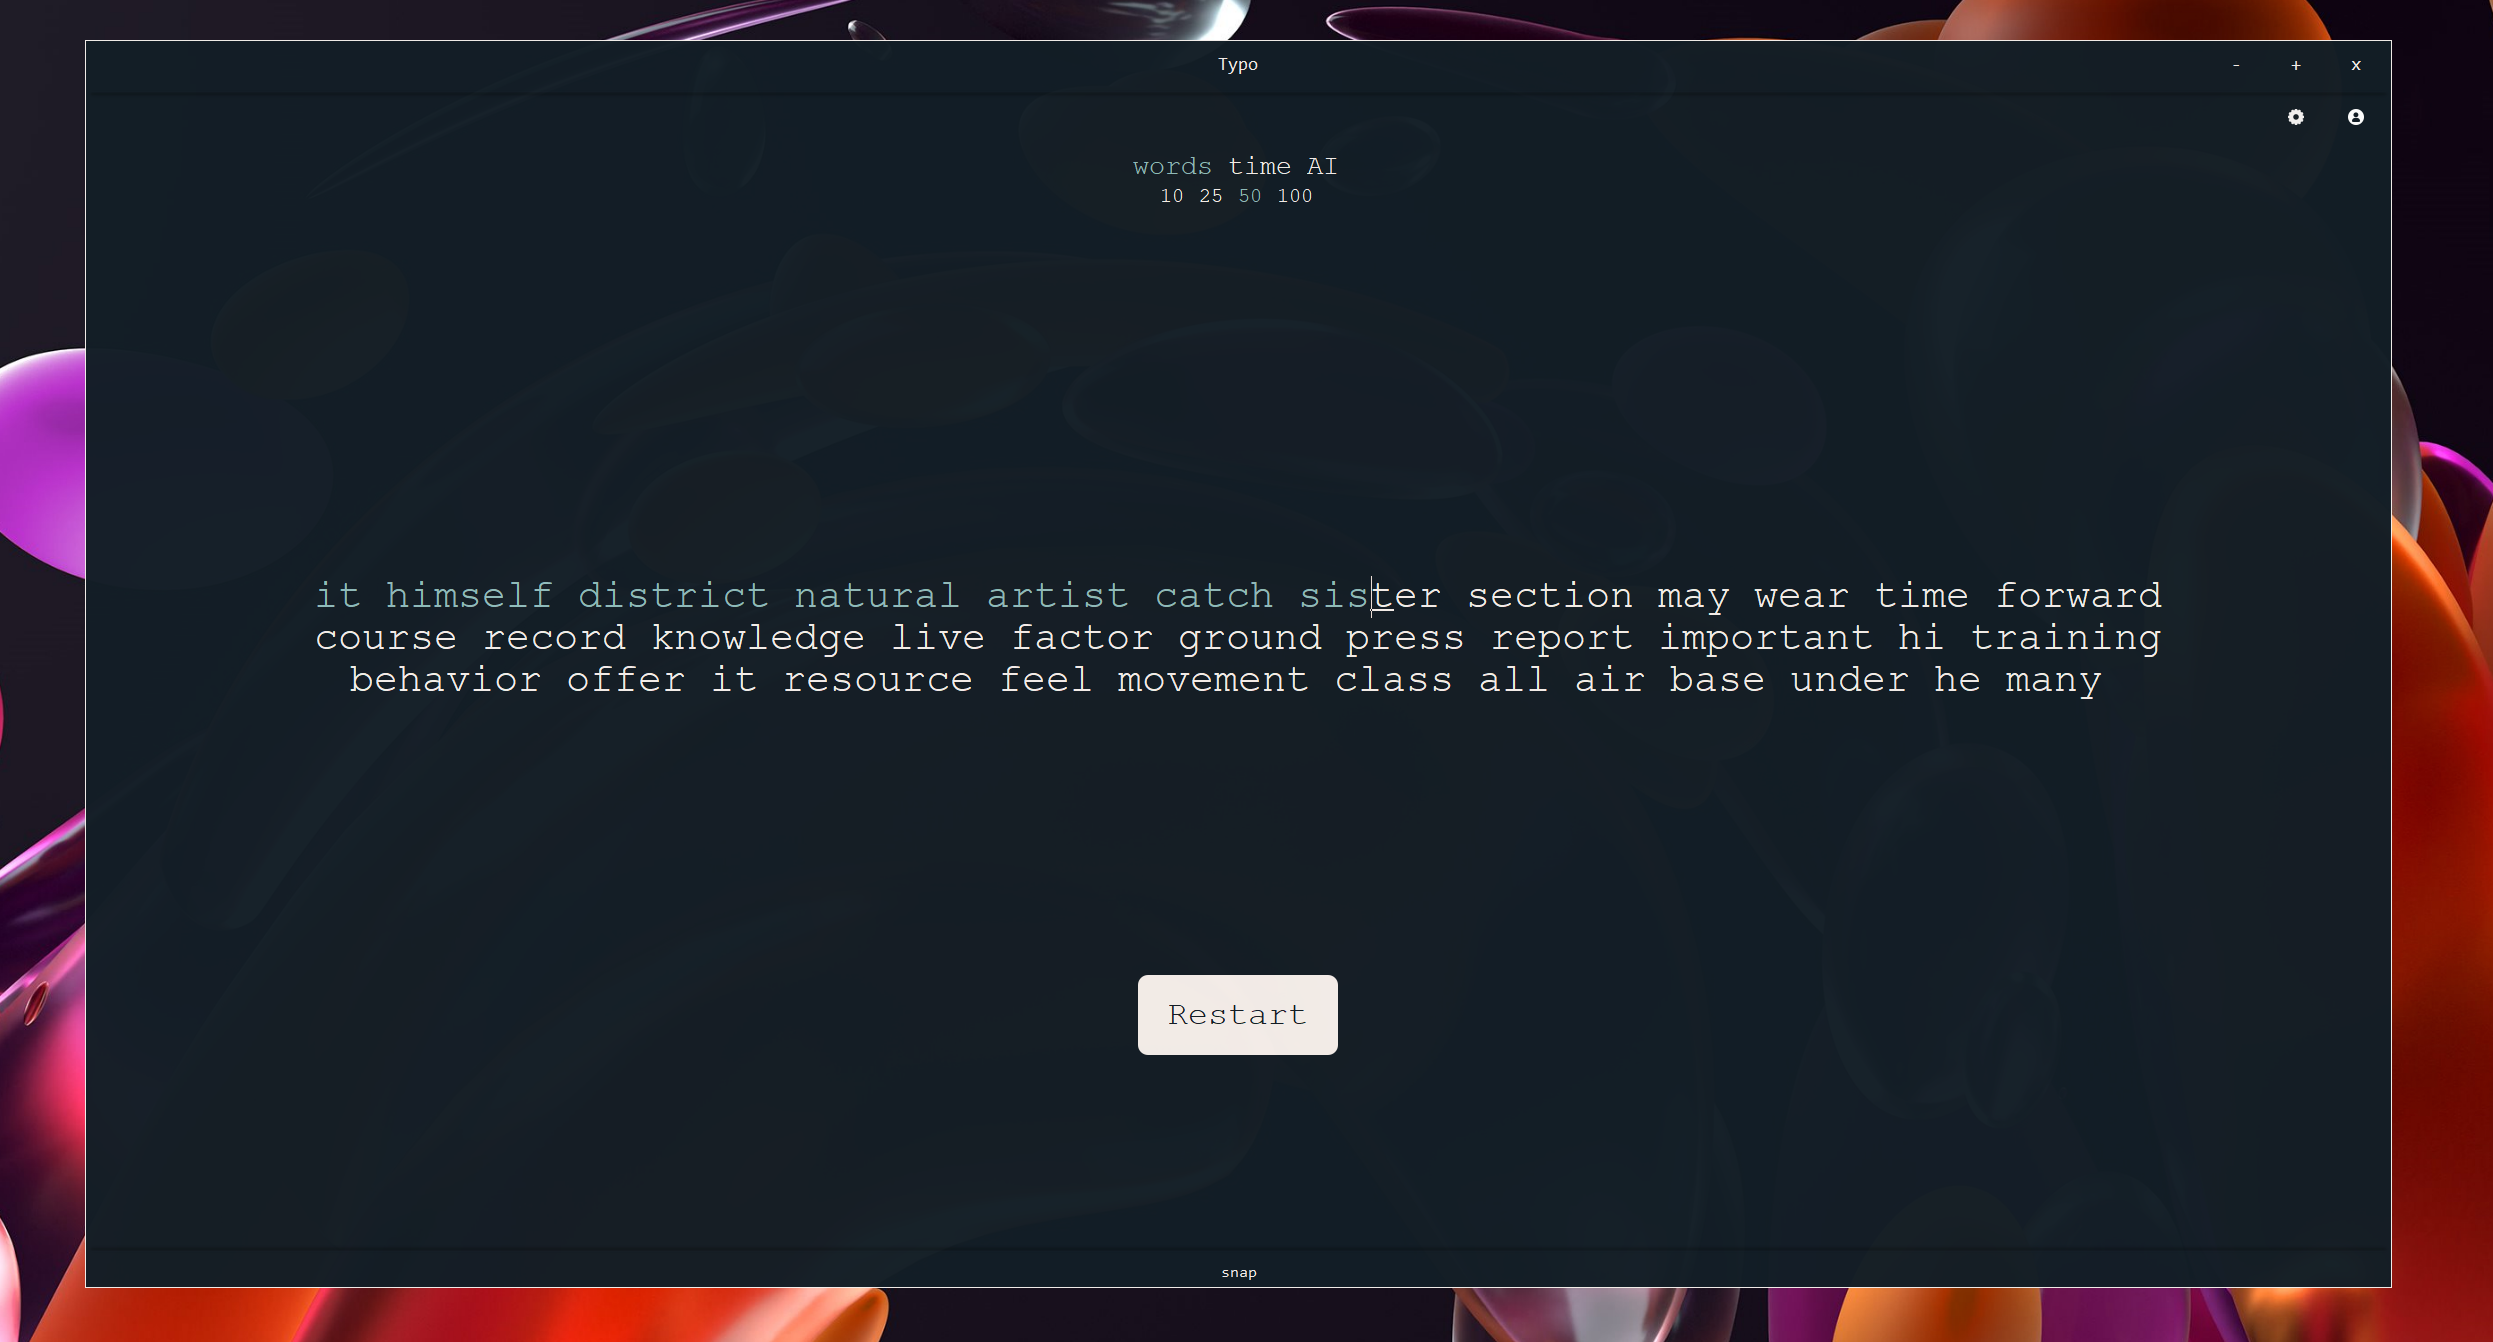 Typo
- + x
words time AI
10 25 50 100
it himself district natural artist catch sister section may wear time forward
course record knowledge live factor ground press report important hi training
behavior offer it resource feel movement class all air base under he many
Restart
snap